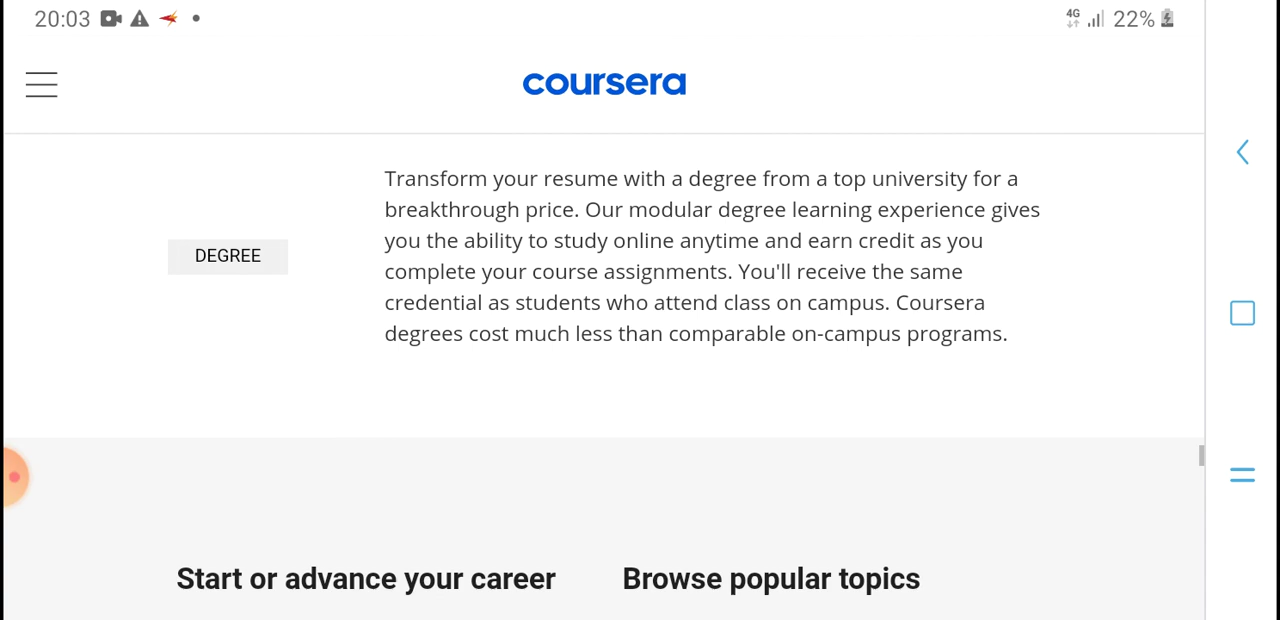 20:03
4G 22%
coursera
Transform your resume with a degree from a top university for a
breakthrough price. Our modular degree learning experience gives
you the ability to study online anytime and earn credit as you
complete your course assignments. You'll receive the same
credential as students who attend class on campus. Coursera
degrees cost much less than comparable on-campus programs.
DEGREE
Start or advance your career
Browse popular topics